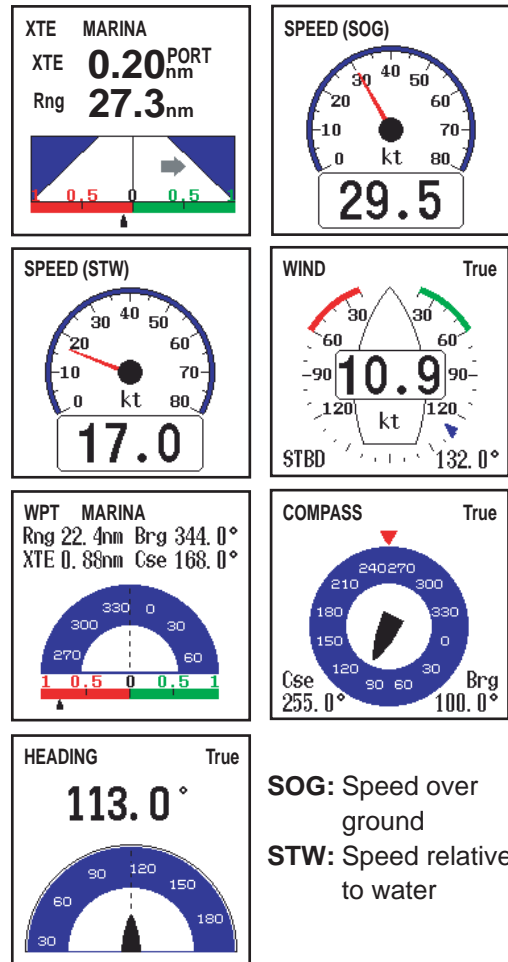 XTE MARINA
XTE 0.20nm PORT
Rng 27.3nm
1 0,5 0 0,5 1
SPEED (SOG)
0 10 20 30 40 50 60 70 80
kt
29.5
SPEED (STW)
0 10 20 30 40 50 60 70 80
kt
17.0
WIND True
30 30
60 60
90 90
120 120
10.9
kt
STBD 132.0°
WPT MARINA
Rng 22.4nm Brg 344.0°
XTE 0.88nm Cse 168.0°
270 300 330 0 30 60
1 0.5 0 0.5 1
COMPASS True
240 270 300 330 0 30 60 90 120 150 180 210
Cse Brg
255.0° 100.0°
HEADING True
113.0°
30 60 90 120 150 180
SOG: Speed over
ground
STW: Speed relative
to water